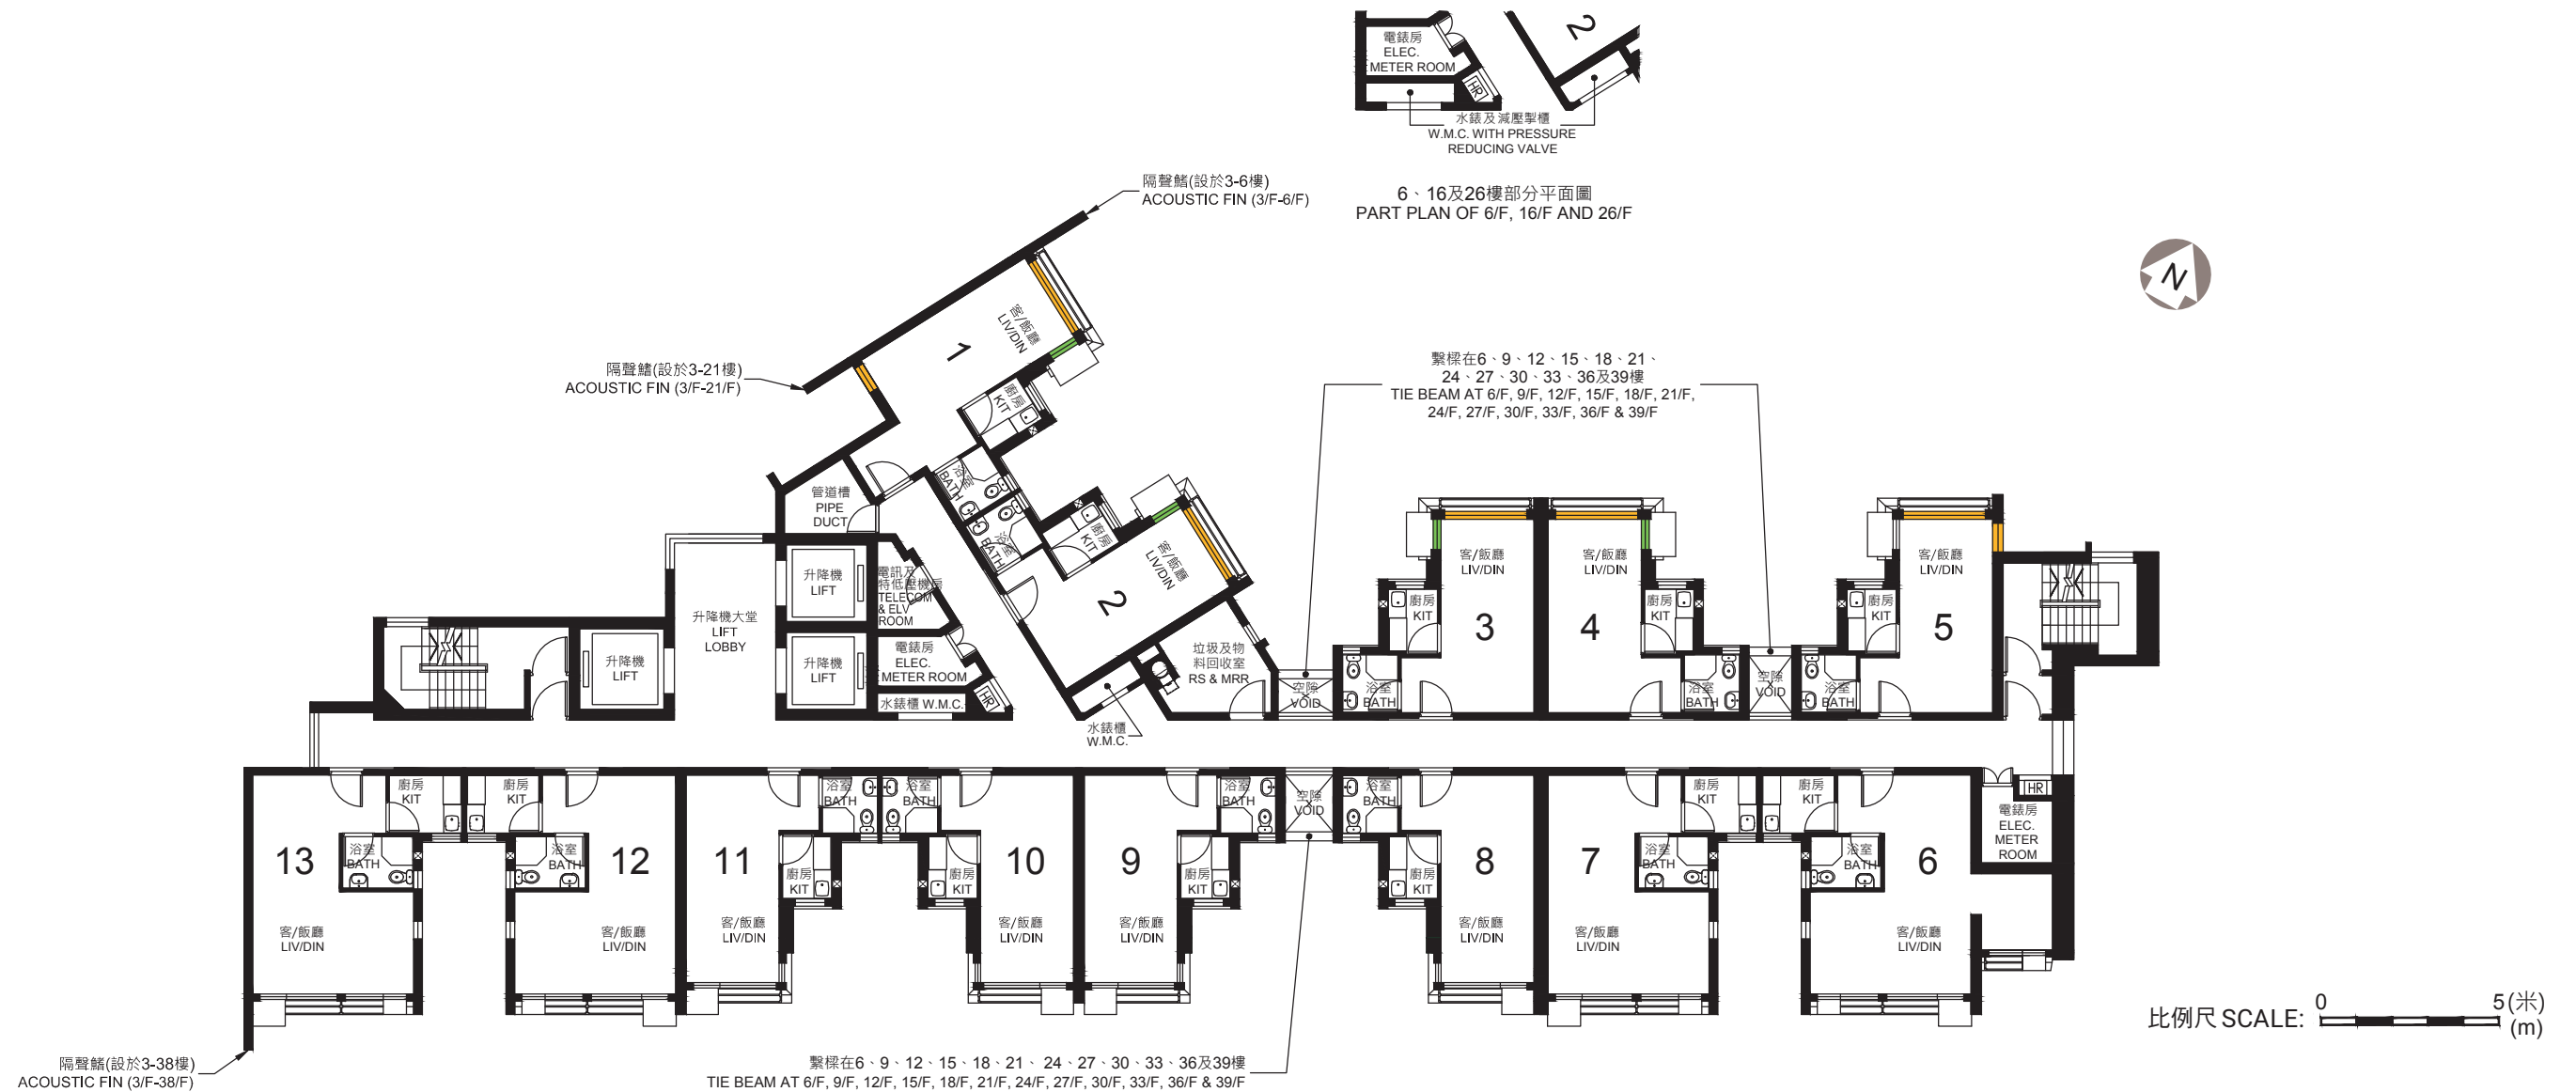 電錶房
ELEC.
METER ROOM
HR
2
水錶及減壓掣櫃
W.M.C. WITH PRESSURE
REDUCING VALVE
6、16及26樓部分平面圖
PART PLAN OF 6/F, 16/F AND 26/F
隔聲鰭(設於3-6樓)
ACOUSTIC FIN (3/F-6/F)
N
隔聲鰭(設於3-21樓)
ACOUSTIC FIN (3/F-21/F)
繫樑在6、9、12、15、18、21、
24、27、30、33、36及39樓
TIE BEAM AT 6/F, 9/F, 12/F, 15/F, 18/F, 21/F,
24/F, 27/F, 30/F, 33/F, 36/F & 39/F
1
客/飯廳
LIV/DIN
廚房
KIT
浴室
BATH
管道槽
PIPE
DUCT
浴室
BATH
廚房
KIT
客/飯廳
LIV/DIN
2
升降機
LIFT
升降機大堂
LIFT
LOBBY
升降機
LIFT
升降機
LIFT
電訊及
特低壓機房
TELECOM
& ELV
ROOM
電錶房
ELEC.
METER ROOM
水錶櫃 W.M.C.
HR
垃圾及物
料回收室
RS & MRR
水錶櫃
W.M.C.
空隙
VOID
客/飯廳
LIV/DIN
廚房
KIT
3
浴室
BATH
客/飯廳
LIV/DIN
廚房
KIT
4
浴室
BATH
空隙
VOID
客/飯廳
LIV/DIN
廚房
KIT
5
浴室
BATH
廚房
KIT
浴室
BATH
13
客/飯廳
LIV/DIN
廚房
KIT
浴室
BATH
12
客/飯廳
LIV/DIN
浴室
BATH
11
廚房
KIT
客/飯廳
LIV/DIN
浴室
BATH
10
廚房
KIT
客/飯廳
LIV/DIN
浴室
BATH
9
廚房
KIT
客/飯廳
LIV/DIN
空隙
VOID
浴室
BATH
8
廚房
KIT
客/飯廳
LIV/DIN
廚房
KIT
浴室
BATH
7
客/飯廳
LIV/DIN
廚房
KIT
浴室
BATH
6
客/飯廳
LIV/DIN
HR
電錶房
ELEC.
METER
ROOM
比例尺 SCALE:
0
5(米)
(m)
隔聲鰭(設於3-38樓)
ACOUSTIC FIN (3/F-38/F)
繫樑在6、9、12、15、18、21、 24、27、30、33、36及39樓
TIE BEAM AT 6/F, 9/F, 12/F, 15/F, 18/F, 21/F, 24/F, 27/F, 30/F, 33/F, 36/F & 39/F